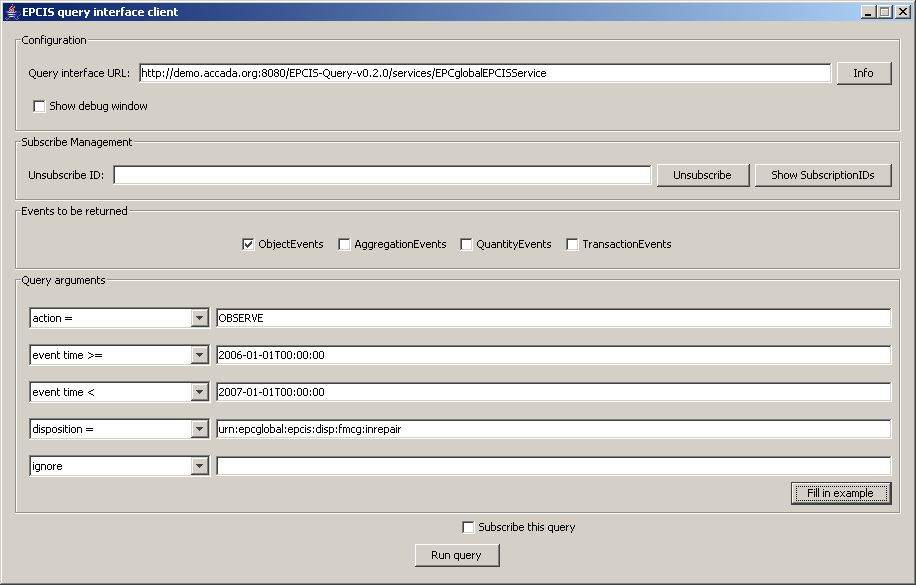 EPCIS query interface client
Configuration
Query interface URL: http://demo.accada.org:8080/EPCIS-Query-v0.2.0/services/EPCglobalEPCISService Info
Show debug window
Subscribe Management
Unsubscribe ID: Unsubscribe Show SubscriptionIDs
Events to be returned
ObjectEvents AggregationEvents QuantityEvents TransactionEvents
Query arguments
action = OBSERVE
event time >= 2006-01-01T00:00:00
event time < 2007-01-01T00:00:00
disposition = urn:epcglobal:epcis:disp:fmcg:inrepair
ignore
Fill in example
Subscribe this query
Run query